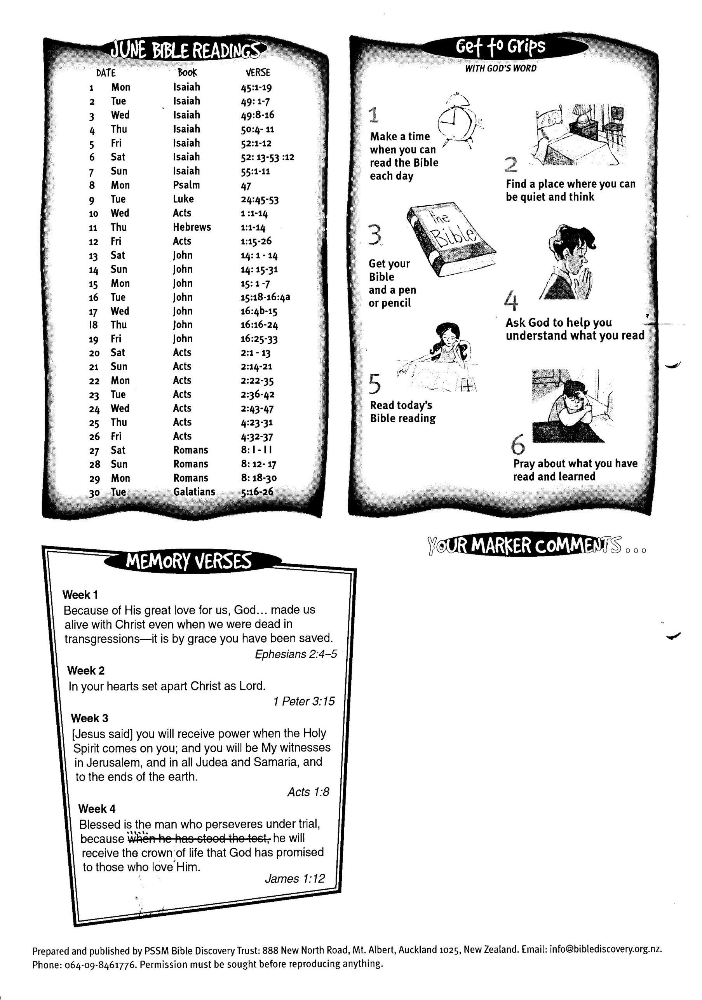 JUNE BIBLE READINGS
DATE Book VERSE
1 Mon Isaiah 45:1-19
2 Tue Isaiah 49: 1-7
3 Wed Isaiah 49:8-16
4 Thu Isaiah 50:4- 11
5 Fri Isaiah 52:1-12
6 Sat Isaiah 52: 13-53 :12
7 Sun Isaiah 55:1-11
8 Mon Psalm 47
9 Tue Luke 24:45-53
10 Wed Acts 1 :1-14
11 Thu Hebrews 1:1-14
12 Fri Acts 1:15-26
13 Sat John 14: 1 - 14
14 Sun John 14: 15-31
15 Mon John 15: 1 -7
16 Tue John 15:18-16:4a
17 Wed John 16:4b-15
18 Thu John 16:16-24
19 Fri John 16:25-33
20 Sat Acts 2:1 - 13
21 Sun Acts 2:14-21
22 Mon Acts 2:22-35
23 Tue Acts 2:36-42
24 Wed Acts 2:43-47
25 Thu Acts 4:23-31
26 Fri Acts 4:32-37
27 Sat Romans 8: I - I I
28 Sun Romans 8: 12- 17
29 Mon Romans 8: 18-30
30 Tue Galatians 5:16-26
Get to Grips
WITH GOD'S WORD
1
Make a time
when you can
read the Bible
each day
2
Find a place where you can
be quiet and think
the
Bible
3
Get your
Bible
and a pen
or pencil
4
Ask God to help you
understand what you read
5
Read today's
Bible reading
6
Pray about what you have
read and learned
MEMORY VERSES
Week 1
Because of His great love for us, God... made us
alive with Christ even when we were dead in
transgressions—it is by grace you have been saved.
Ephesians 2:4–5
Week 2
In your hearts set apart Christ as Lord.
1 Peter 3:15
Week 3
[Jesus said] you will receive power when the Holy
Spirit comes on you; and you will be My witnesses
in Jerusalem, and in all Judea and Samaria, and
to the ends of the earth.
Acts 1:8
Week 4
Blessed is the man who perseveres under trial,
because when he has stood the test, he will
receive the crown of life that God has promised
to those who love Him.
James 1:12
YOUR MARKER COMMENTS...
Prepared and published by PSSM Bible Discovery Trust: 888 New North Road, Mt. Albert, Auckland 1025, New Zealand. Email: info@biblediscovery.org.nz.
Phone: 064-09-8461776. Permission must be sought before reproducing anything.